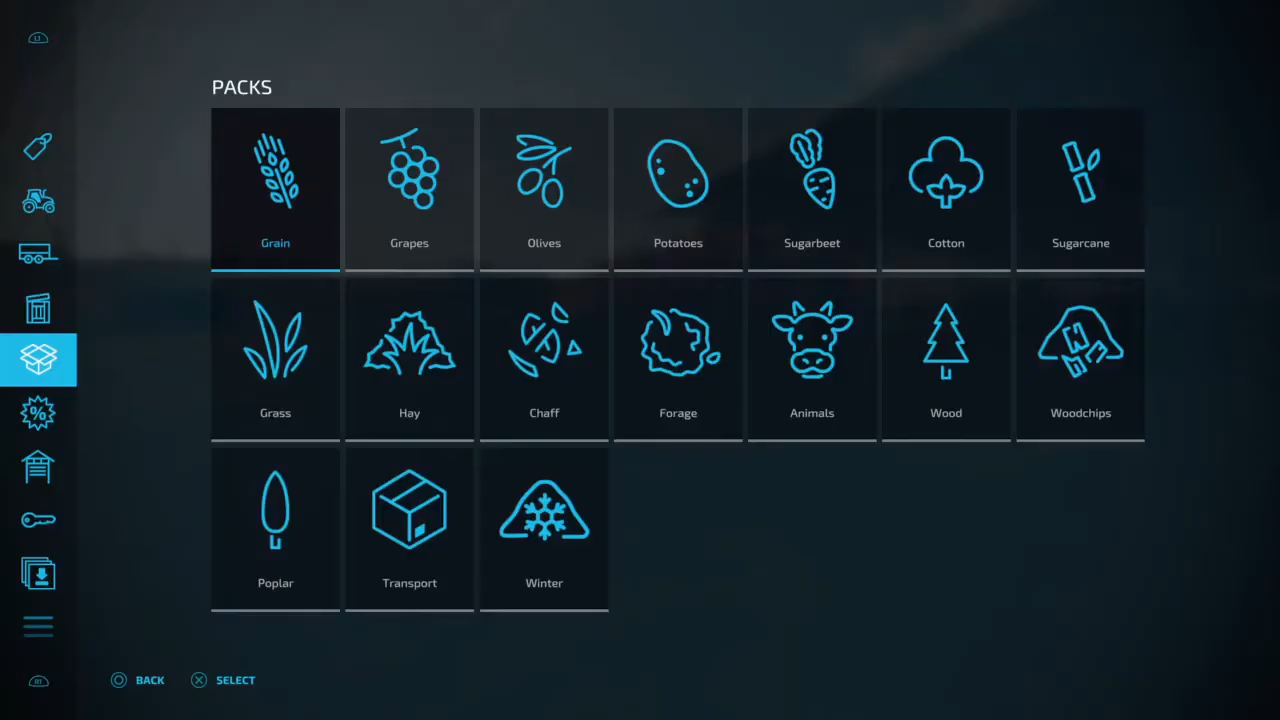 PACKS
Grain
Grapes
Olives
Potatoes
Sugarbeet
Cotton
Sugarcane
Grass
Hay
Chaff
Forage
Animals
Wood
Woodchips
Poplar
Transport
Winter
BACK
SELECT